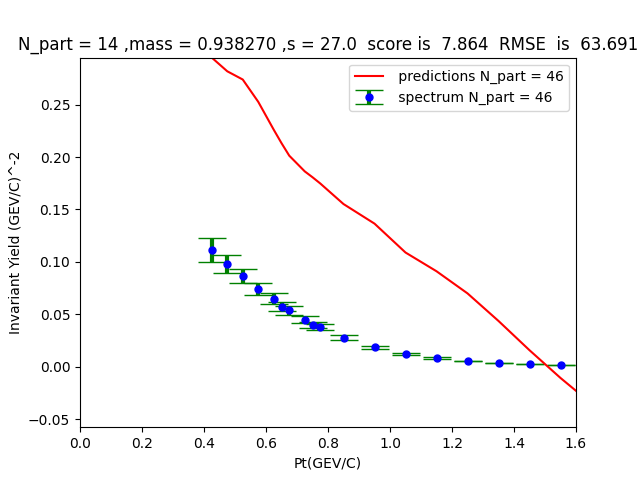 N_part = 14 ,mass = 0.938270 ,s = 27.0  score is  7.864  RMSE  is  63.691
predictions N_part = 46
spectrum N_part = 46
Invariant Yield (GEV/C)^-2
0.25
0.20
0.15
0.10
0.05
0.00
−0.05
0.0 0.2 0.4 0.6 0.8 1.0 1.2 1.4 1.6
Pt(GEV/C)